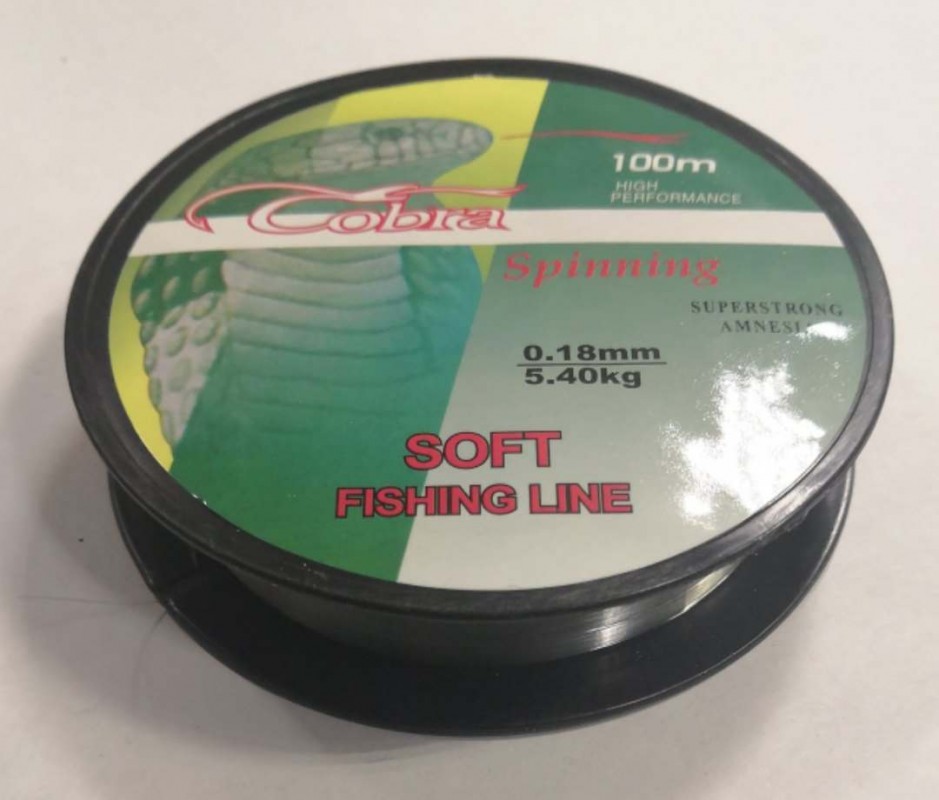 100m
HIGH
PERFORMANCE
Cobra
Spinning
SUPERSTRONG
0.18mm
5.40kg
SOFT
FISHING LINE